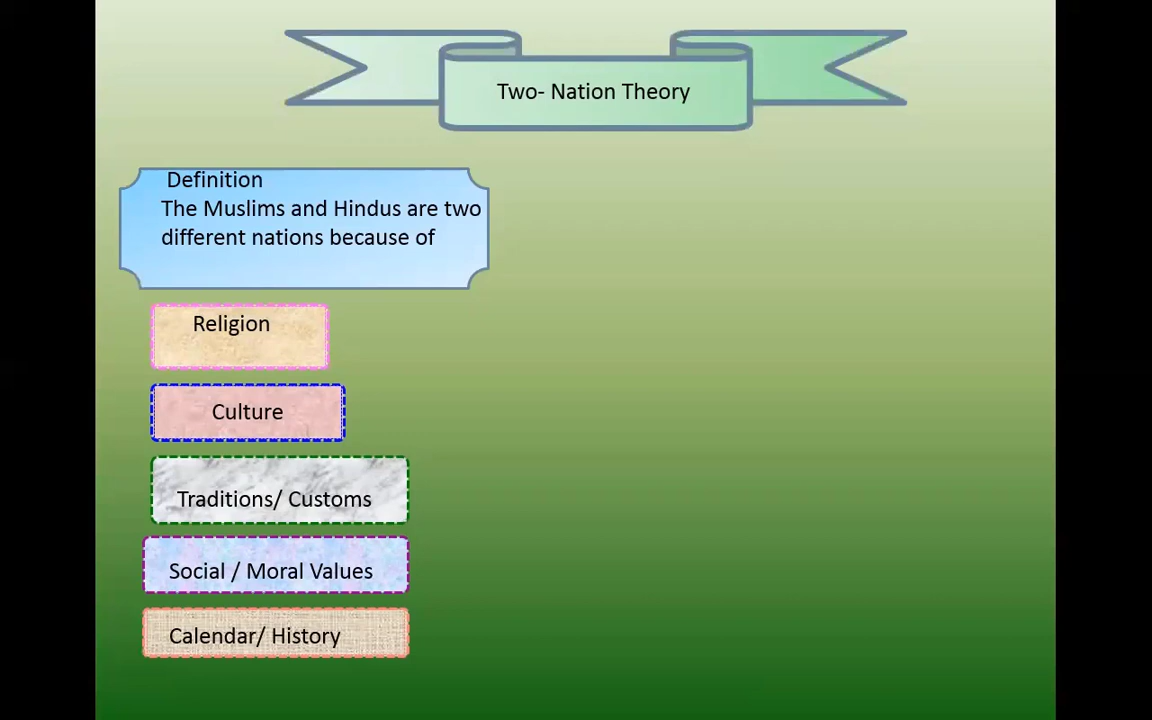 Two- Nation Theory
Definition
The Muslims and Hindus are two
different nations because of
Religion
Culture
Traditions/ Customs
Social / Moral Values
Calendar/ History